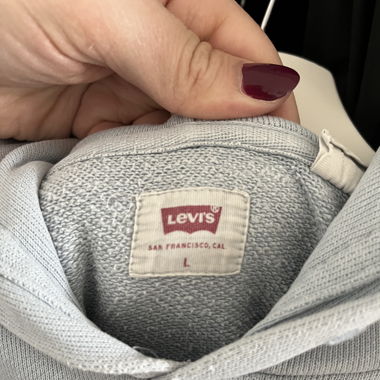 LEVI'S®
SAN FRANCISCO, CAL
L